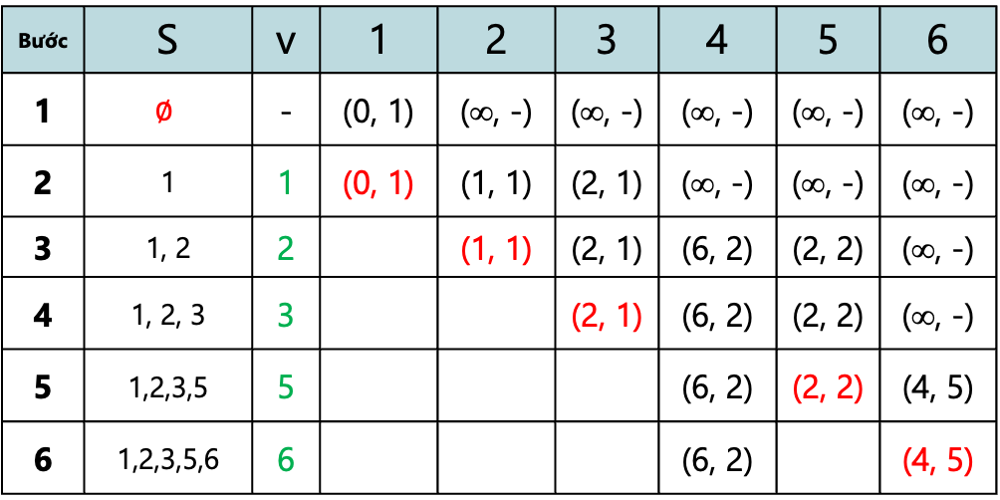 Bước S v 1 2 3 4 5 6
1 ∅ - (0, 1) (∞, -) (∞, -) (∞, -) (∞, -) (∞, -)
2 1 1 (0, 1) (1, 1) (2, 1) (∞, -) (∞, -) (∞, -)
3 1, 2 2 (1, 1) (2, 1) (6, 2) (2, 2) (∞, -)
4 1, 2, 3 3 (2, 1) (6, 2) (2, 2) (∞, -)
5 1,2,3,5 5 (6, 2) (2, 2) (4, 5)
6 1,2,3,5,6 6 (6, 2) (4, 5)